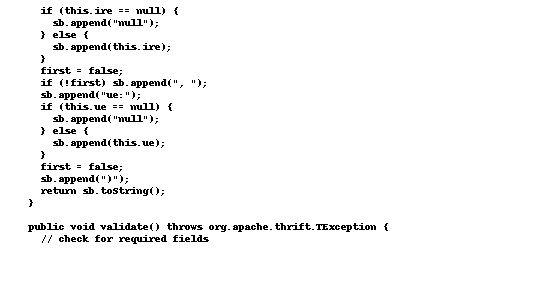 if (this.ire == null) {
sb.append("null");
} else {
sb.append(this.ire);
}
first = false;
if (!first) sb.append(", ");
sb.append("ue:");
if (this.ue == null) {
sb.append("null");
} else {
sb.append(this.ue);
}
first = false;
sb.append(")");
return sb.toString();
}
public void validate() throws org.apache.thrift.TException {
// check for required fields